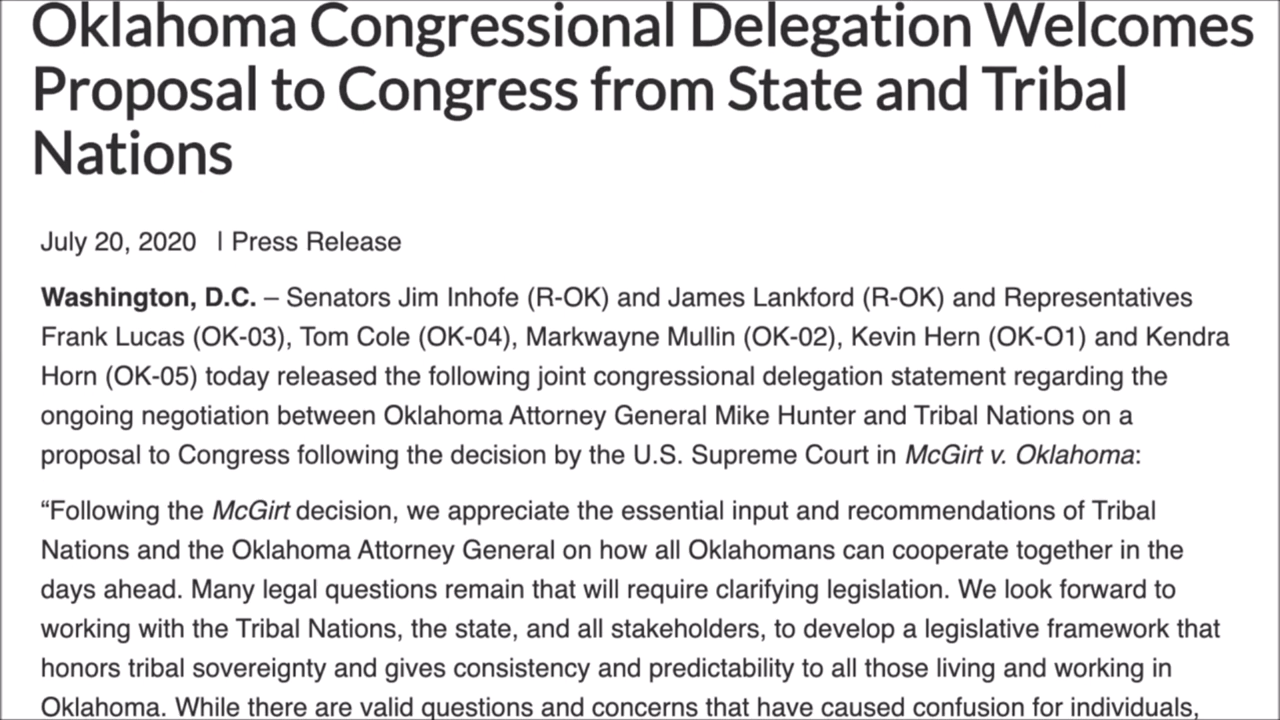 Oklahoma Congressional Delegation Welcomes
Proposal to Congress from State and Tribal
Nations
July 20, 2020 | Press Release
Washington, D.C. – Senators Jim Inhofe (R-OK) and James Lankford (R-OK) and Representatives
Frank Lucas (OK-03), Tom Cole (OK-04), Markwayne Mullin (OK-02), Kevin Hern (OK-O1) and Kendra
Horn (OK-05) today released the following joint congressional delegation statement regarding the
ongoing negotiation between Oklahoma Attorney General Mike Hunter and Tribal Nations on a
proposal to Congress following the decision by the U.S. Supreme Court in McGirt v. Oklahoma:
“Following the McGirt decision, we appreciate the essential input and recommendations of Tribal
Nations and the Oklahoma Attorney General on how all Oklahomans can cooperate together in the
days ahead. Many legal questions remain that will require clarifying legislation. We look forward to
working with the Tribal Nations, the state, and all stakeholders, to develop a legislative framework that
honors tribal sovereignty and gives consistency and predictability to all those living and working in
Oklahoma. While there are valid questions and concerns that have caused confusion for individuals,